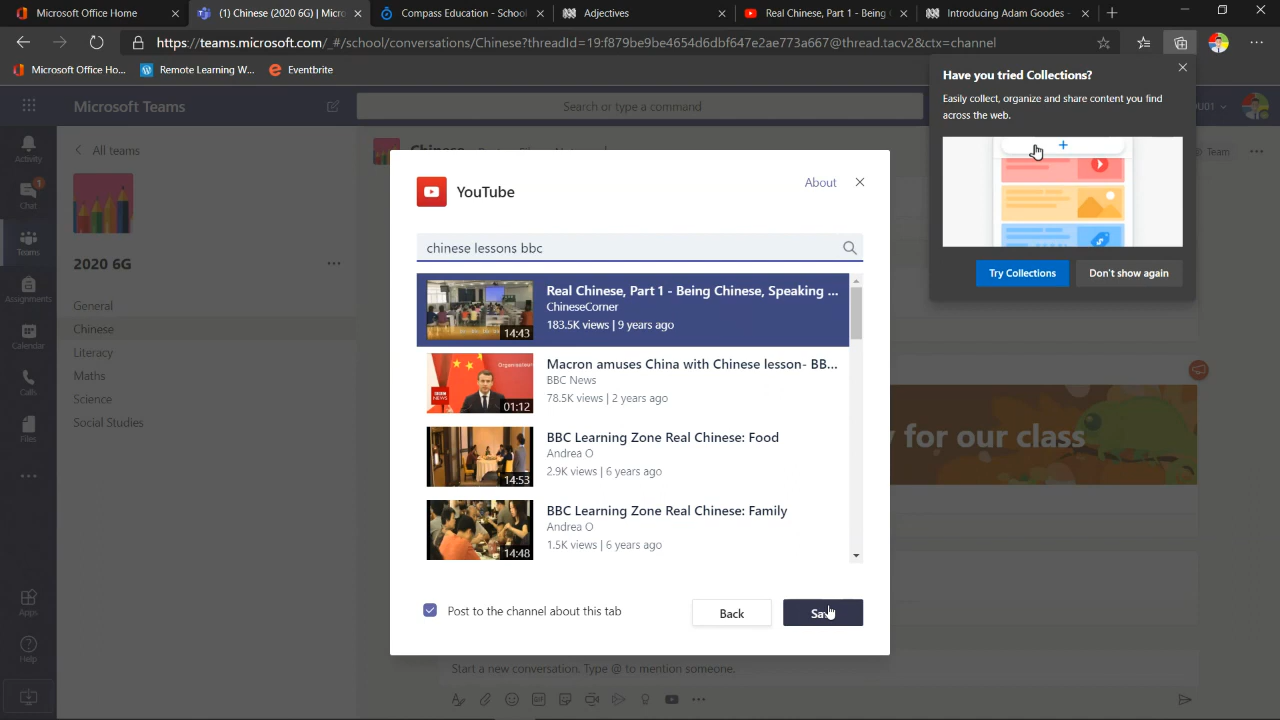 Microsoft Office Home
(1) Chinese (2020 6G) | Micr
Compass Education - School
Adjectives
Real Chinese, Part 1 - Being
Introducing Adam Goodes -
https://teams.microsoft.com/_#/school/conversations/Chinese?threadId=19:f879be9be4654d6dbf647e2ae773a667@thread.tacv2&ctx=channel
Microsoft Office Ho...
Remote Learning W...
Eventbrite
Have you tried Collections?
Easily collect, organize and share content you find
across the web.
Try Collections
Don't show again
Microsoft Teams
Search or type a command
Activity
Chat
1
Teams
Assignments
Calendar
Calls
Files
Apps
Help
All teams
2020 6G
General
Chinese
Literacy
Maths
Science
Social Studies
Team
YouTube
About
chinese lessons bbc
Real Chinese, Part 1 - Being Chinese, Speaking ...
ChineseCorner
183.5K views | 9 years ago
14:43
Macron amuses China with Chinese lesson- BB...
BBC News
78.5K views | 2 years ago
01:12
BBC Learning Zone Real Chinese: Food
Andrea O
2.9K views | 6 years ago
14:53
BBC Learning Zone Real Chinese: Family
Andrea O
1.5K views | 6 years ago
14:48
Post to the channel about this tab
Back
y for our class
Start a new conversation. Type @ to mention someone.